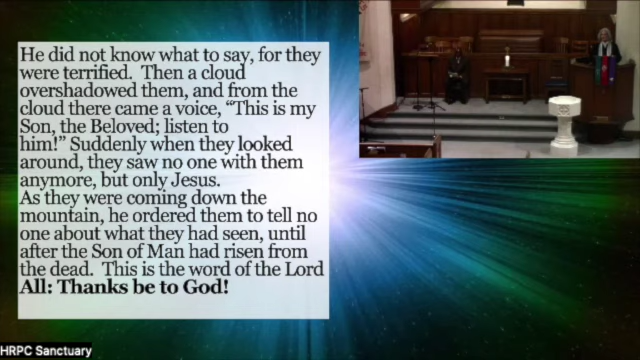 He did not know what to say, for they
were terrified.  Then a cloud
overshadowed them, and from the
cloud there came a voice, “This is my
Son, the Beloved; listen to
him!” Suddenly when they looked
around, they saw no one with them
anymore, but only Jesus.
As they were coming down the
mountain, he ordered them to tell no
one about what they had seen, until
after the Son of Man had risen from
the dead.  This is the word of the Lord
All: Thanks be to God!
HRPC Sanctuary